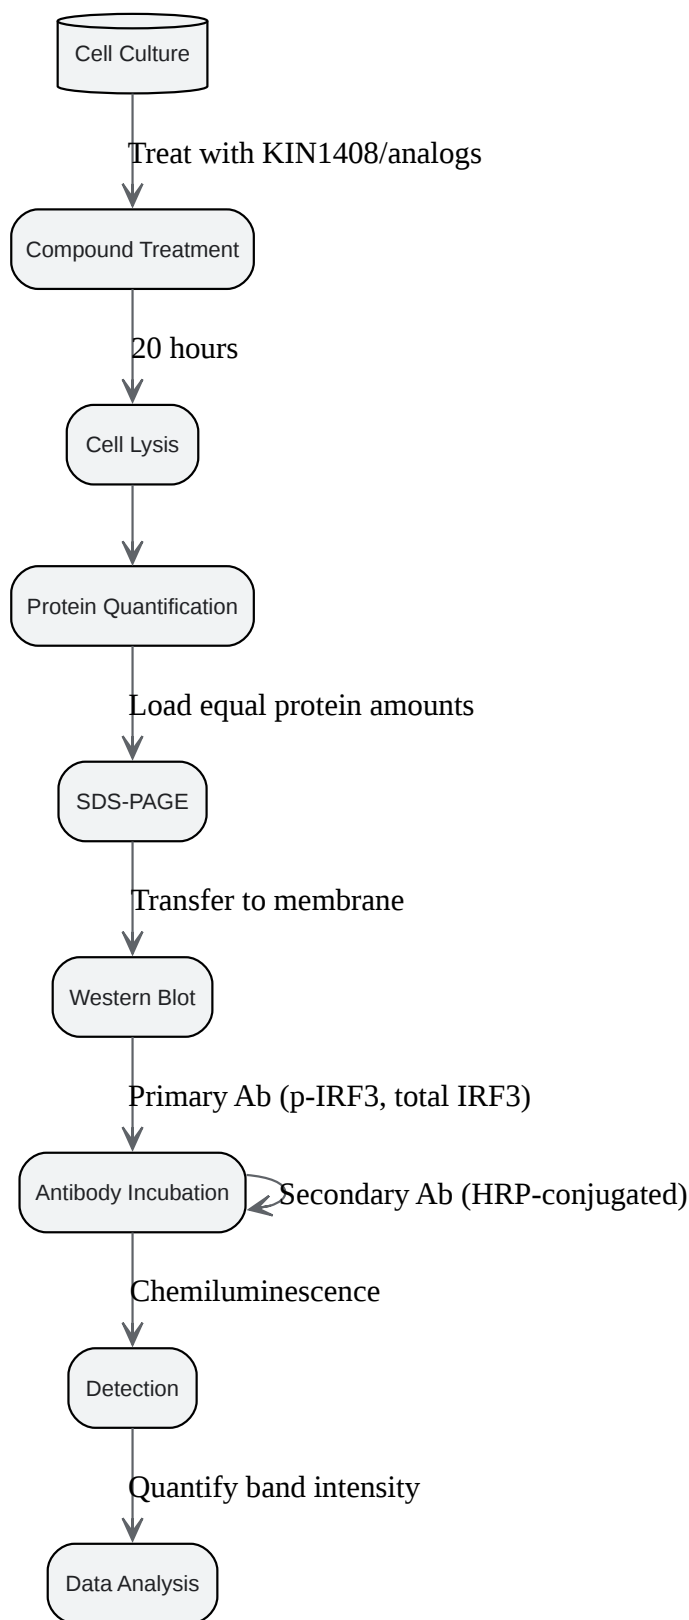 Cell Culture
Treat with KIN1408/analogs
Compound Treatment
20 hours
Cell Lysis
Protein Quantification
Load equal protein amounts
SDS-PAGE
Transfer to membrane
Western Blot
Primary Ab (p-IRF3, total IRF3)
Antibody Incubation
Secondary Ab (HRP-conjugated)
Chemiluminescence
Detection
Quantify band intensity
Data Analysis